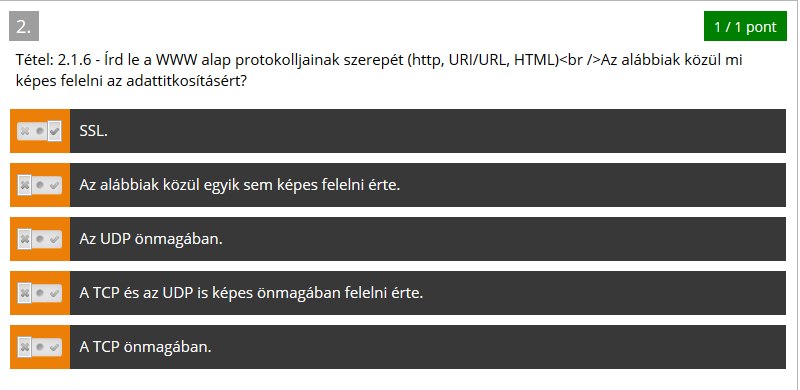 2.
1 / 1 pont
Tétel: 2.1.6 - Írd le a WWW alap protokolljainak szerepét (http, URI/URL, HTML)<br />Az alábbiak közül mi
képes felelni az adattitkosításért?
SSL.
Az alábbiak közül egyik sem képes felelni érte.
Az UDP önmagában.
A TCP és az UDP is képes önmagában felelni érte.
A TCP önmagában.